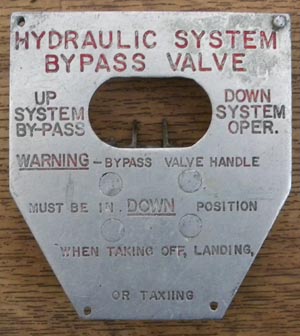 HYDRAULIC SYSTEM
BYPASS VALVE
UP
SYSTEM
BY-PASS
DOWN
SYSTEM
OPER.
WARNING - BYPASS VALVE HANDLE
MUST BE IN DOWN POSITION
WHEN TAKING OFF, LANDING,
OR TAXIING